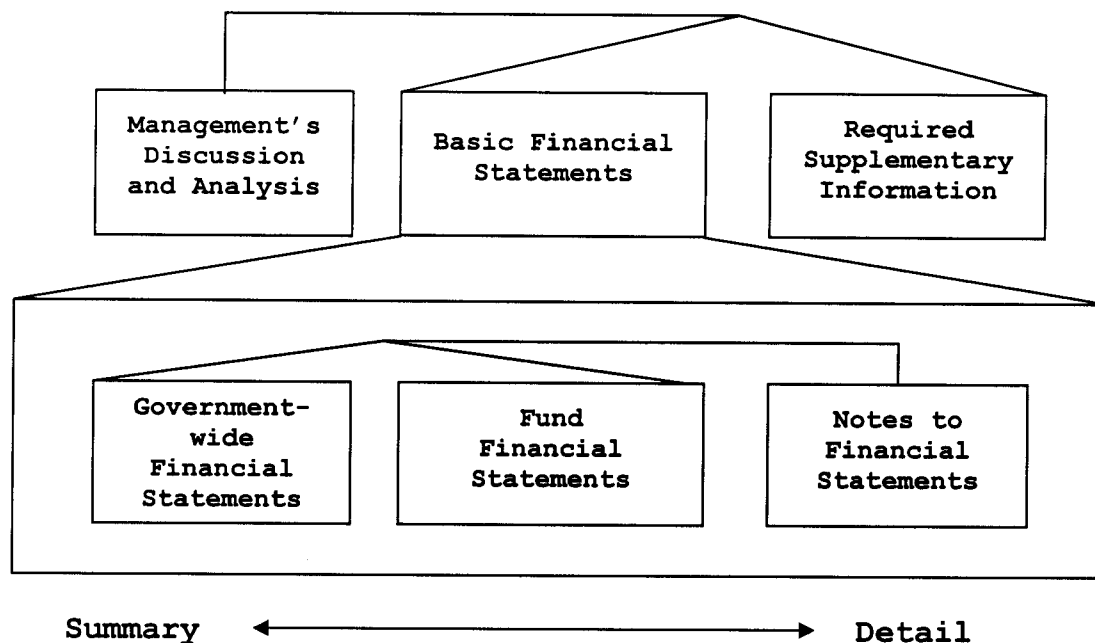 Management's
Discussion
and Analysis
Basic Financial
Statements
Required
Supplementary
Information
Government-
wide
Financial
Statements
Fund
Financial
Statements
Notes to
Financial
Statements
Summary
Detail